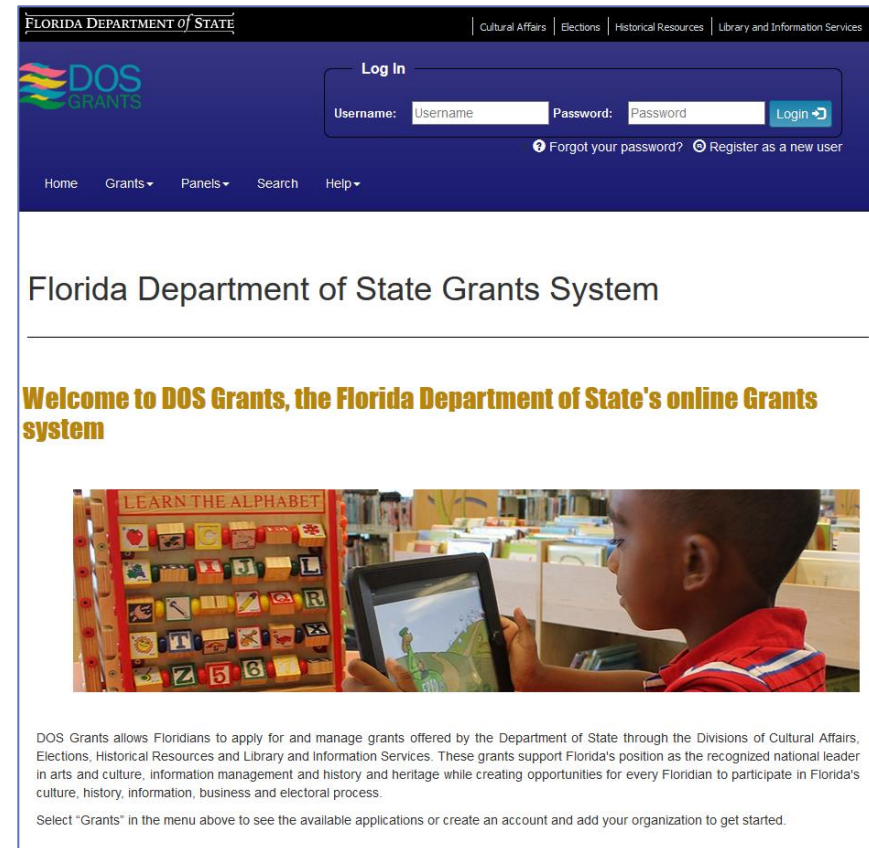 FLORIDA DEPARTMENT of STATE
Cultural Affairs | Elections | Historical Resources | Library and Information Services
DOS
GRANTS
Log In
Username: Username Password: Password Login
Forgot your password? Register as a new user
Home Grants Panels Search Help
Florida Department of State Grants System
Welcome to DOS Grants, the Florida Department of State's online Grants
system
LEARN THE ALPHABET
C
J L
R
T X
Z 5 6
DOS Grants allows Floridians to apply for and manage grants offered by the Department of State through the Divisions of Cultural Affairs,
Elections, Historical Resources and Library and Information Services. These grants support Florida's position as the recognized national leader
in arts and culture, information management and history and heritage while creating opportunities for every Floridian to participate in Florida's
culture, history, information, business and electoral process.
Select “Grants” in the menu above to see the available applications or create an account and add your organization to get started.